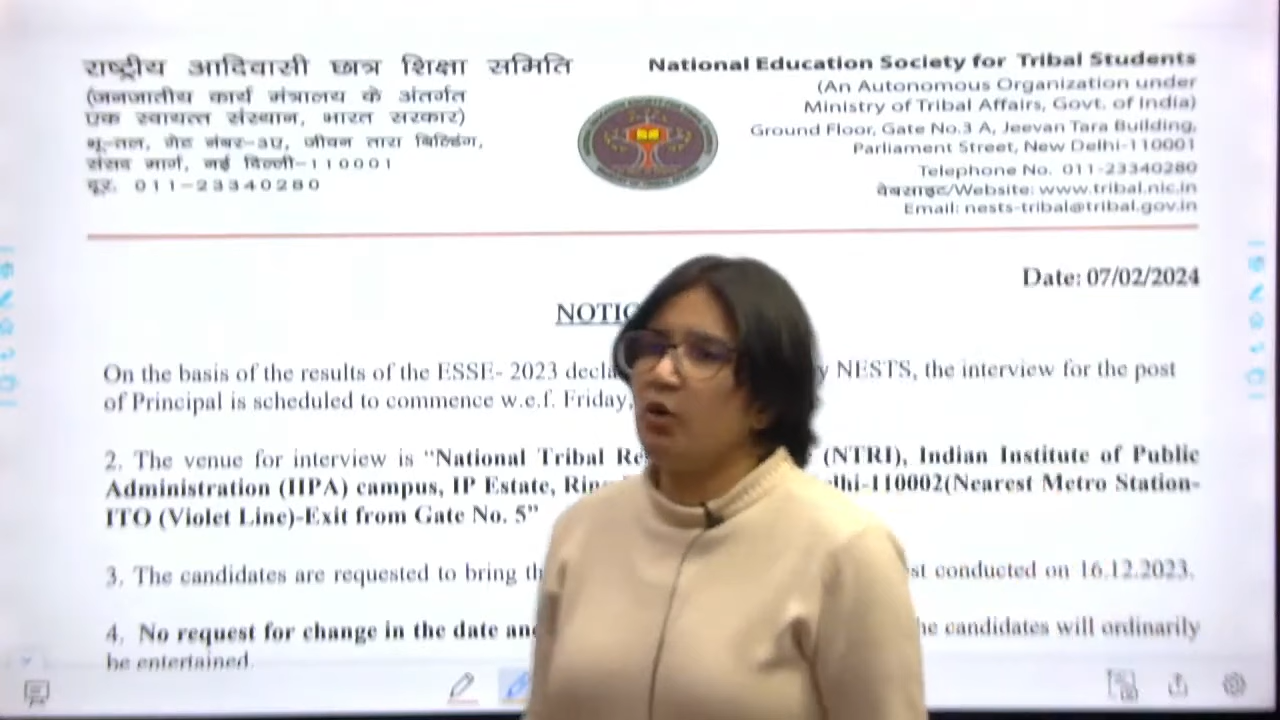 राष्ट्रीय आदिवासी छात्र शिक्षा समिति
(जनजातीय कार्य मंत्रालय के अंतर्गत
एक स्वायत्त संस्थान, भारत सरकार)
भू-तल, गेट नंबर-3ए, जीवन तारा बिल्डिंग,
संसद मार्ग, नई दिल्ली-110001
दूर. 011-23340280
National Education Society for Tribal Students
(An Autonomous Organization under
Ministry of Tribal Affairs, Govt. of India)
Ground Floor, Gate No.3 A, Jeevan Tara Building,
Parliament Street, New Delhi-110001
Telephone No. 011-23340280
वेबसाइट/Website: www.tribal.nic.in
Email: nests-tribal@tribal.gov.in
Date: 07/02/2024
NOTIC
On the basis of the results of the ESSE- 2023 decla y NESTS, the interview for the post
of Principal is scheduled to commence w.e.f. Friday,
2. The venue for interview is "National Tribal Re (NTRI), Indian Institute of Public
Administration (IIPA) campus, IP Estate, Ring lhi-110002(Nearest Metro Station-
ITO (Violet Line)-Exit from Gate No. 5"
3. The candidates are requested to bring th st conducted on 16.12.2023.
4. No request for change in the date and he candidates will ordinarily
be entertained.